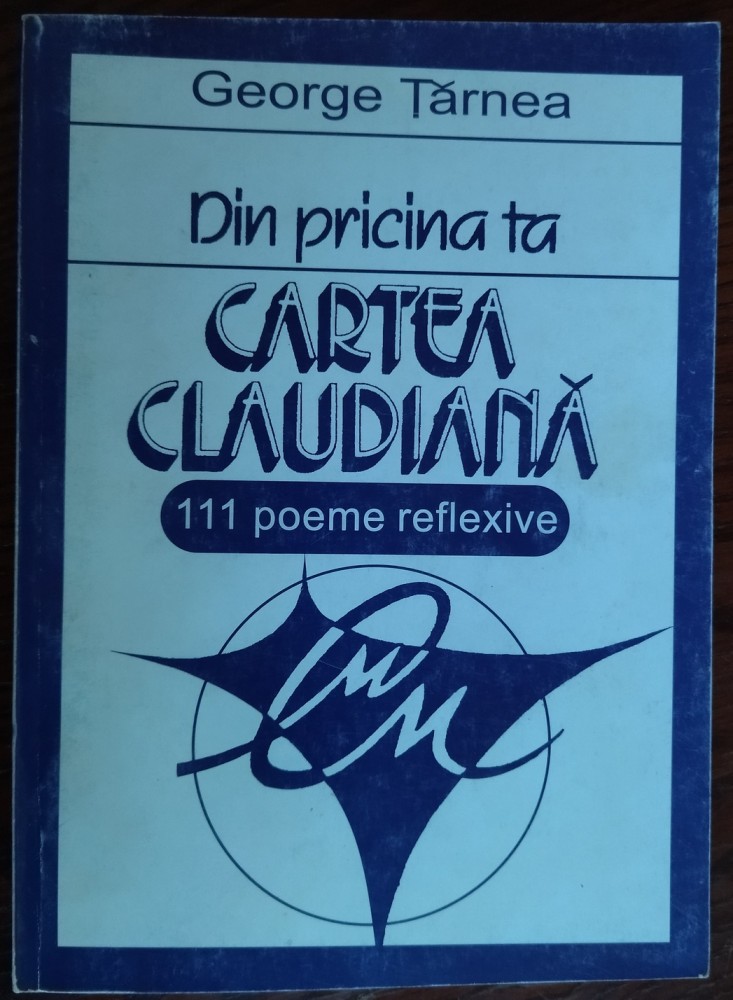 George Țărnea
Din pricina ta
CARTEA
CLAUDIANĂ
111 poeme reflexive